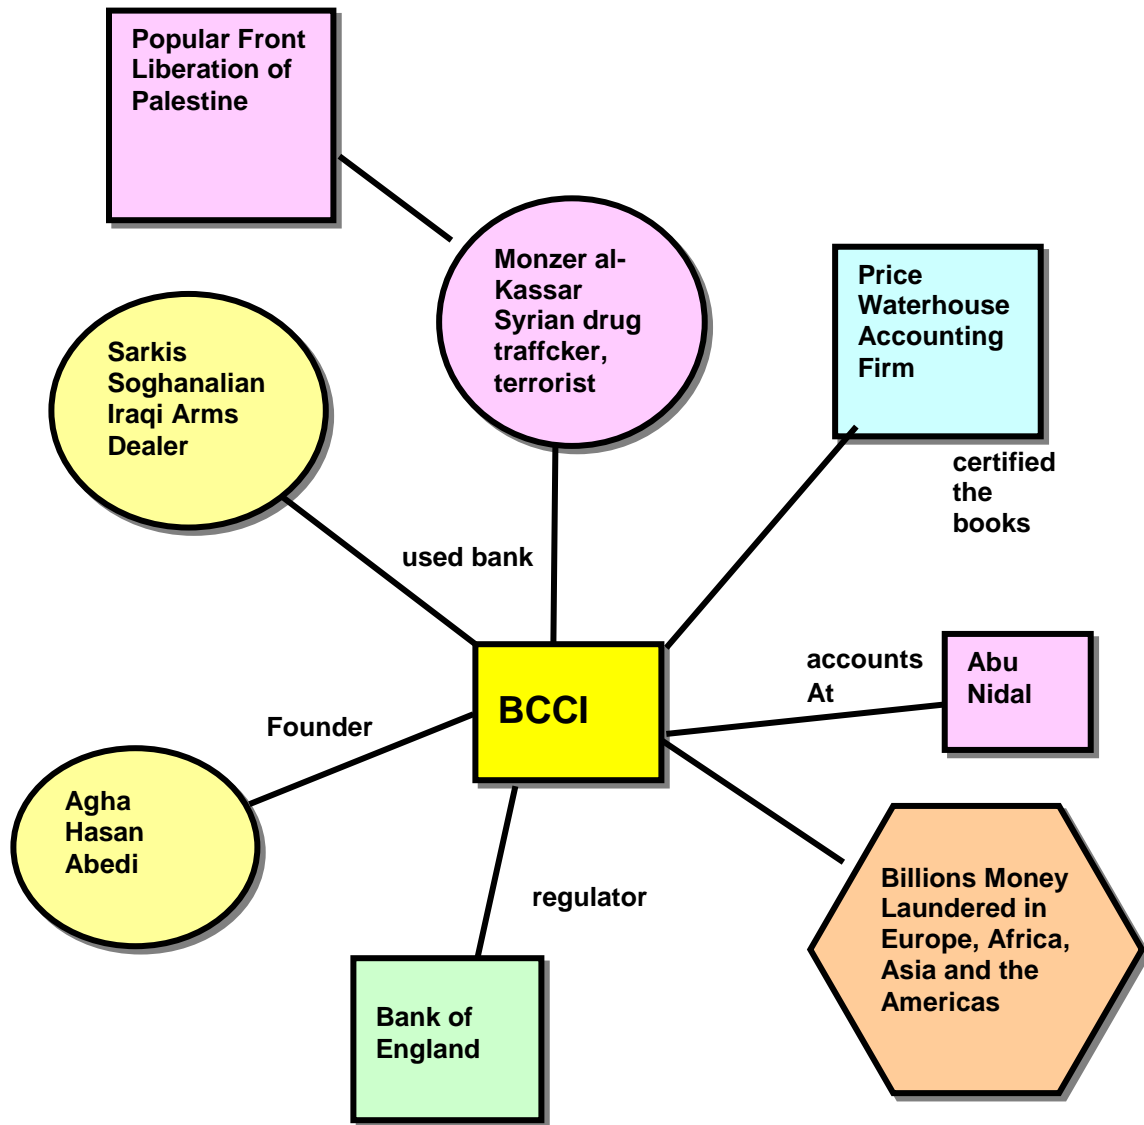 Popular Front
Liberation of
Palestine
Monzer al-
Kassar
Syrian drug
traffcker,
terrorist
Price
Waterhouse
Accounting
Firm
Sarkis
Soghanalian
Iraqi Arms
Dealer
certified
the
books
used bank
accounts
At
Abu
Nidal
BCCI
Founder
Agha
Hasan
Abedi
regulator
Billions Money
Laundered in
Europe, Africa,
Asia and the
Americas
Bank of
England